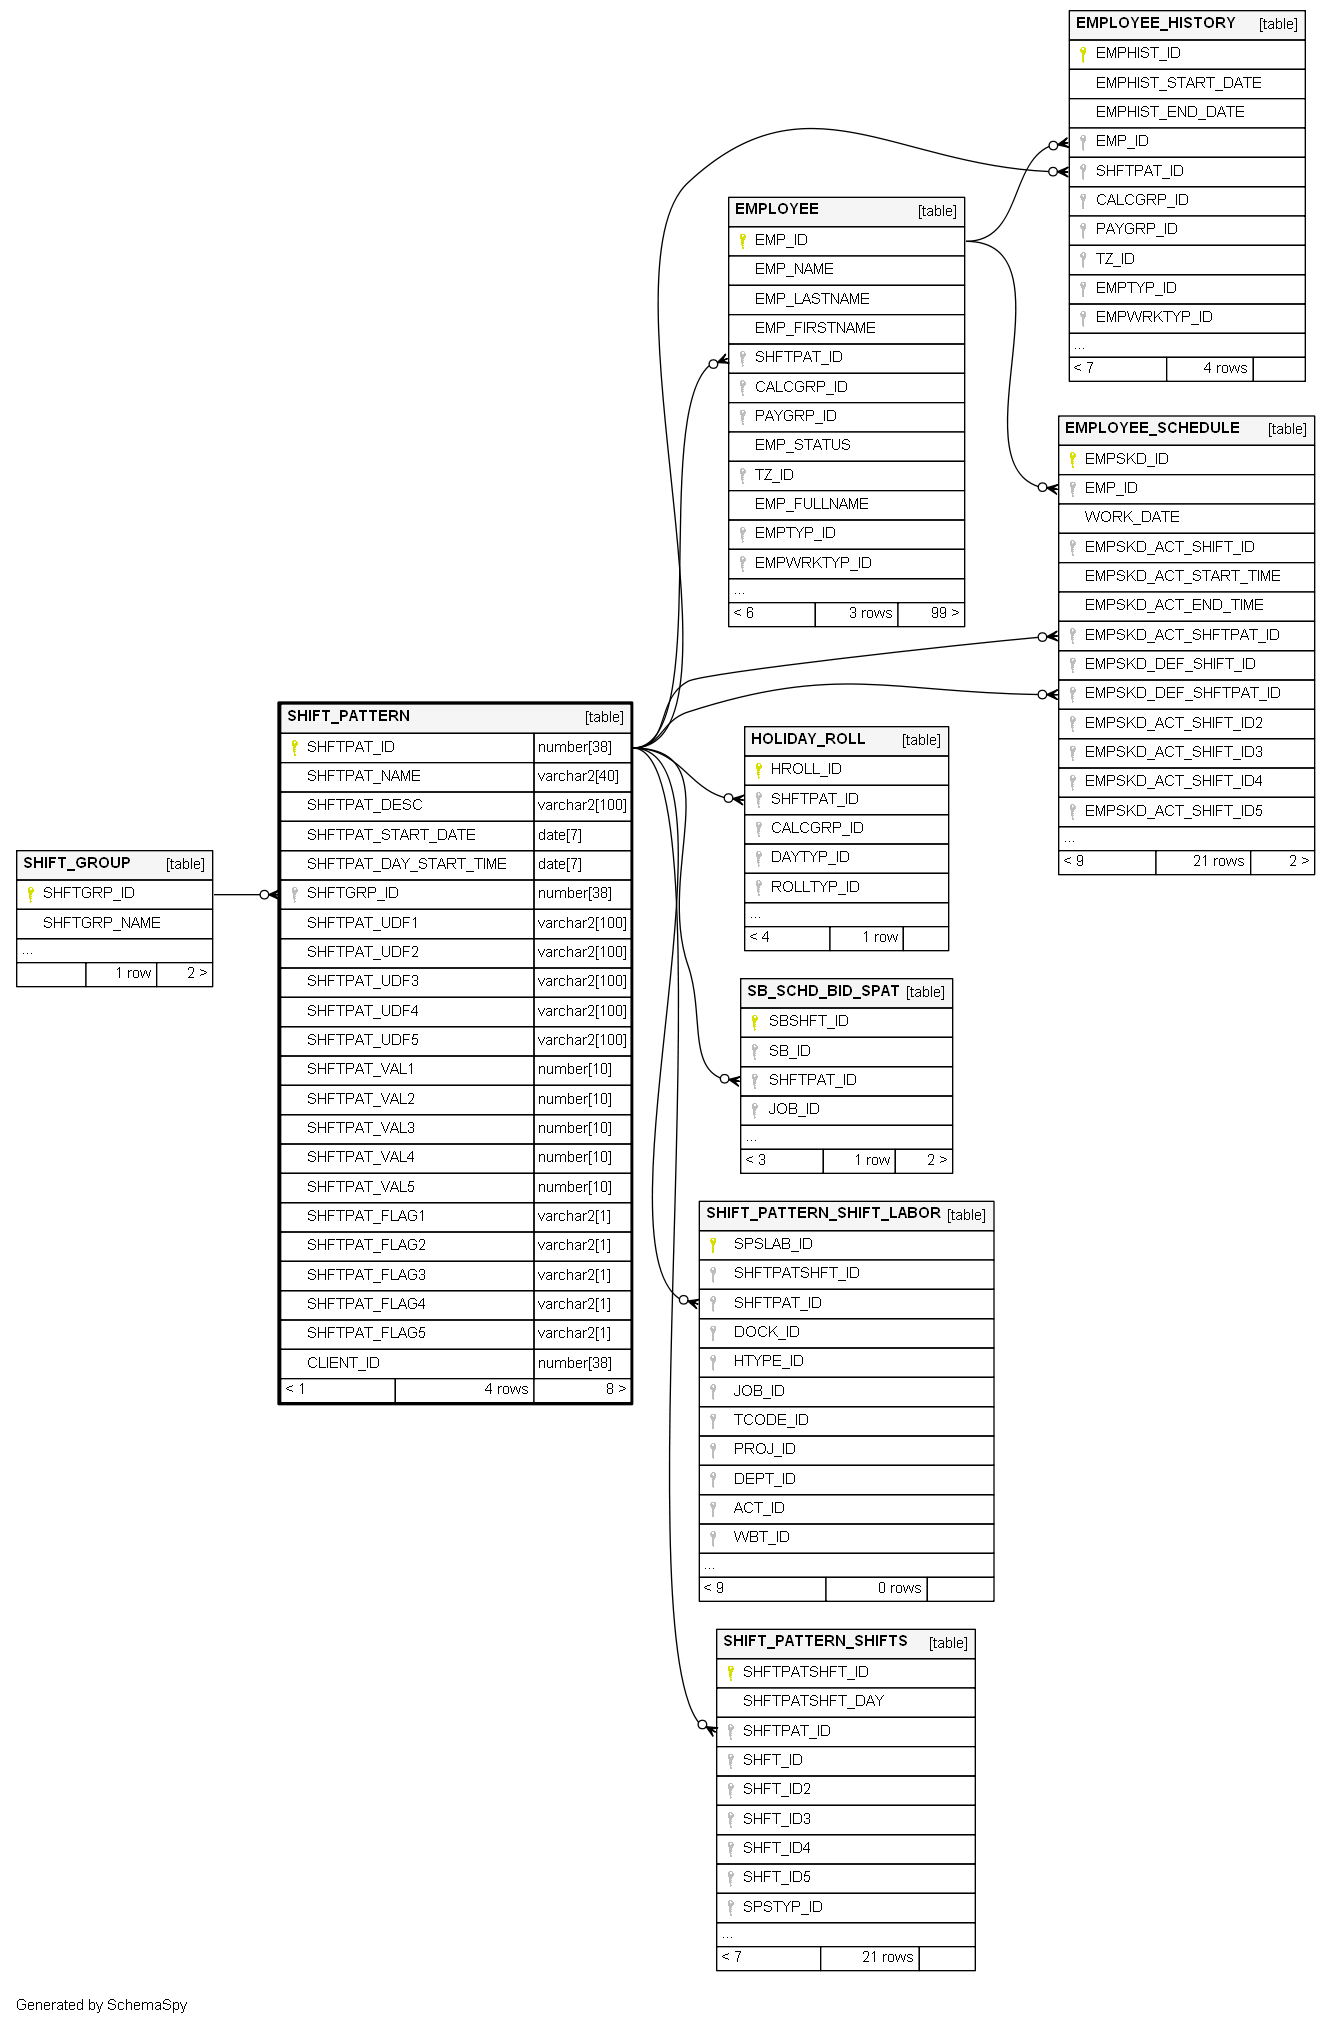 EMPLOYEE_HISTORY [table]
EMPHIST_ID
EMPHIST_START_DATE
EMPHIST_END_DATE
EMP_ID
SHFTPAT_ID
CALCGRP_ID
PAYGRP_ID
TZ_ID
EMPTYP_ID
EMPWRKTYP_ID
...
< 7 4 rows
EMPLOYEE [table]
EMP_ID
EMP_NAME
EMP_LASTNAME
EMP_FIRSTNAME
SHFTPAT_ID
CALCGRP_ID
PAYGRP_ID
EMP_STATUS
TZ_ID
EMP_FULLNAME
EMPTYP_ID
EMPWRKTYP_ID
...
< 6 3 rows 99 >
EMPLOYEE_SCHEDULE [table]
EMPSKD_ID
EMP_ID
WORK_DATE
EMPSKD_ACT_SHIFT_ID
EMPSKD_ACT_START_TIME
EMPSKD_ACT_END_TIME
EMPSKD_ACT_SHFTPAT_ID
EMPSKD_DEF_SHIFT_ID
EMPSKD_DEF_SHFTPAT_ID
EMPSKD_ACT_SHIFT_ID2
EMPSKD_ACT_SHIFT_ID3
EMPSKD_ACT_SHIFT_ID4
EMPSKD_ACT_SHIFT_ID5
...
< 9 21 rows 2 >
SHIFT_PATTERN [table]
SHFTPAT_ID number[38]
SHFTPAT_NAME varchar2[40]
SHFTPAT_DESC varchar2[100]
SHFTPAT_START_DATE date[7]
SHFTPAT_DAY_START_TIME date[7]
SHFTGRP_ID number[38]
SHFTPAT_UDF1 varchar2[100]
SHFTPAT_UDF2 varchar2[100]
SHFTPAT_UDF3 varchar2[100]
SHFTPAT_UDF4 varchar2[100]
SHFTPAT_UDF5 varchar2[100]
SHFTPAT_VAL1 number[10]
SHFTPAT_VAL2 number[10]
SHFTPAT_VAL3 number[10]
SHFTPAT_VAL4 number[10]
SHFTPAT_VAL5 number[10]
SHFTPAT_FLAG1 varchar2[1]
SHFTPAT_FLAG2 varchar2[1]
SHFTPAT_FLAG3 varchar2[1]
SHFTPAT_FLAG4 varchar2[1]
SHFTPAT_FLAG5 varchar2[1]
CLIENT_ID number[38]
< 1 4 rows 8 >
SHIFT_GROUP [table]
SHFTGRP_ID
SHFTGRP_NAME
...
1 row 2 >
HOLIDAY_ROLL [table]
HROLL_ID
SHFTPAT_ID
CALCGRP_ID
DAYTYP_ID
ROLLTYP_ID
...
< 4 1 row
SB_SCHD_BID_SPAT [table]
SBSHFT_ID
SB_ID
SHFTPAT_ID
JOB_ID
...
< 3 1 row 2 >
SHIFT_PATTERN_SHIFT_LABOR [table]
SPSLAB_ID
SHFTPATSHFT_ID
SHFTPAT_ID
DOCK_ID
HTYPE_ID
JOB_ID
TCODE_ID
PROJ_ID
DEPT_ID
ACT_ID
WBT_ID
...
< 9 0 rows
SHIFT_PATTERN_SHIFTS [table]
SHFTPATSHFT_ID
SHFTPATSHFT_DAY
SHFTPAT_ID
SHFT_ID
SHFT_ID2
SHFT_ID3
SHFT_ID4
SHFT_ID5
SPSTYP_ID
...
< 7 21 rows
Generated by SchemaSpy